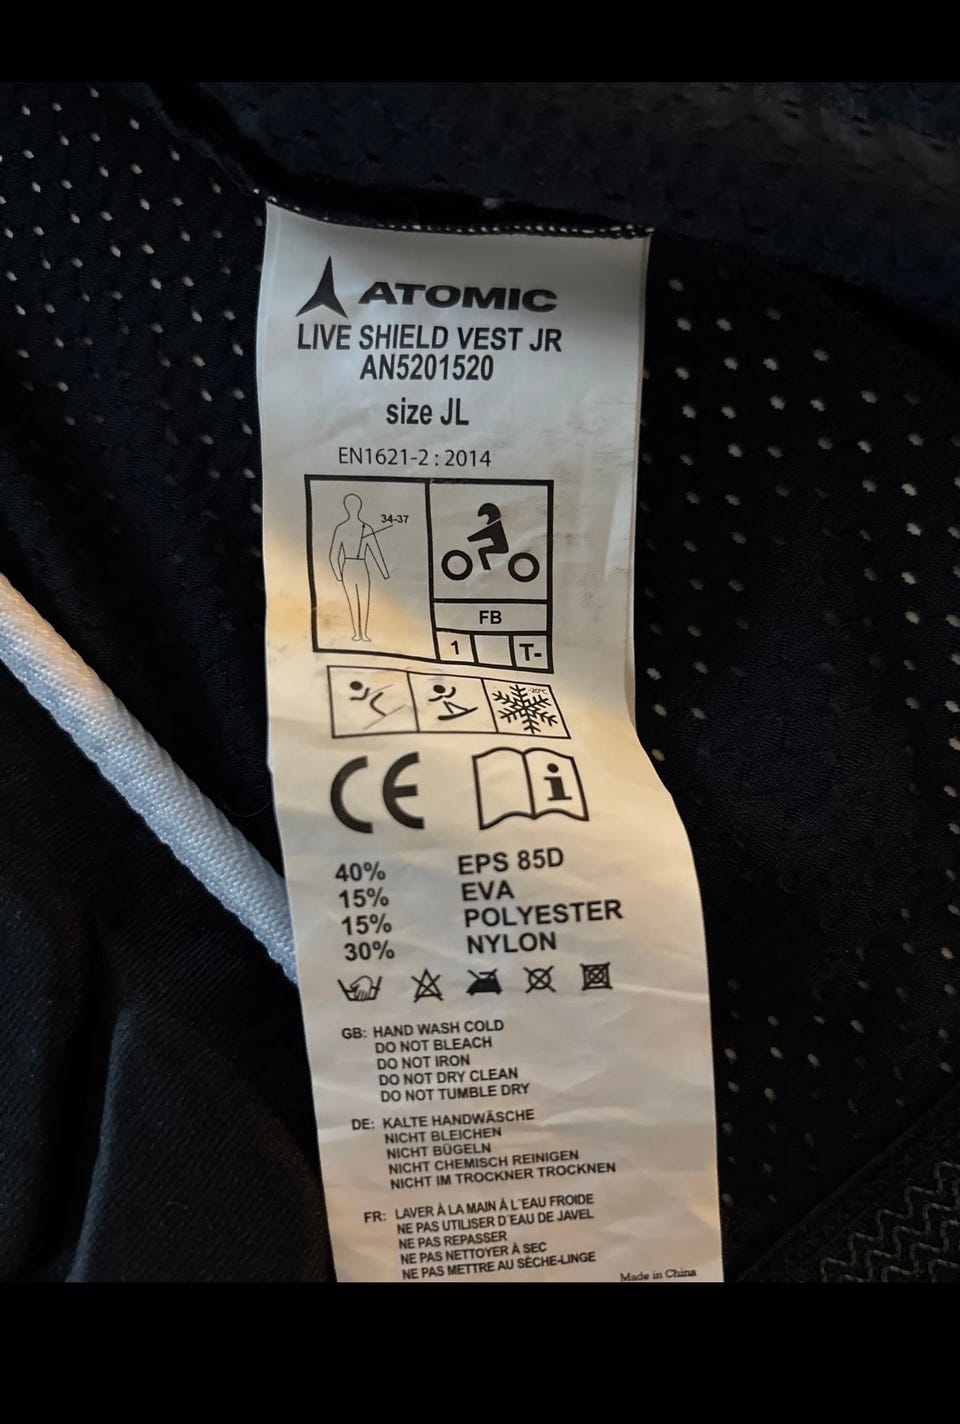 ATOMIC
LIVE SHIELD VEST JR
AN5201520
size JL
EN1621-2 : 2014
34-37
FB
1 T-
-20°C
CE
i
40% EPS 85D
15% EVA
15% POLYESTER
30% NYLON
GB: HAND WASH COLD
DO NOT BLEACH
DO NOT IRON
DO NOT DRY CLEAN
DO NOT TUMBLE DRY
DE: KALTE HANDWÄSCHE
NICHT BLEICHEN
NICHT BÜGELN
NICHT CHEMISCH REINIGEN
NICHT IM TROCKNER TROCKNEN
FR: LAVER À LA MAIN À L'EAU FROIDE
NE PAS UTILISER D'EAU DE JAVEL
NE PAS REPASSER
NE PAS NETTOYER À SEC
NE PAS METTRE AU SÈCHE-LINGE
Made in China